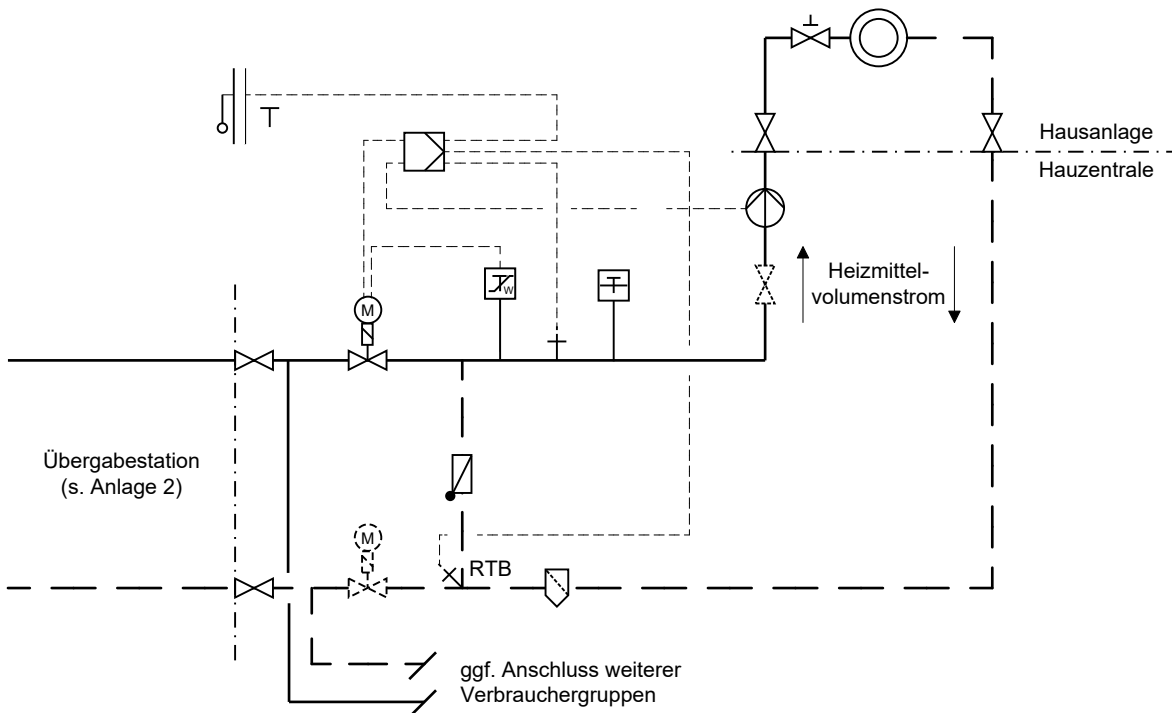 Hausanlage
Hauzentrale
Heizmittel-
volumenstrom
W
M
Übergabestation
(s. Anlage 2)
M
RTB
ggf. Anschluss weiterer
Verbrauchergruppen